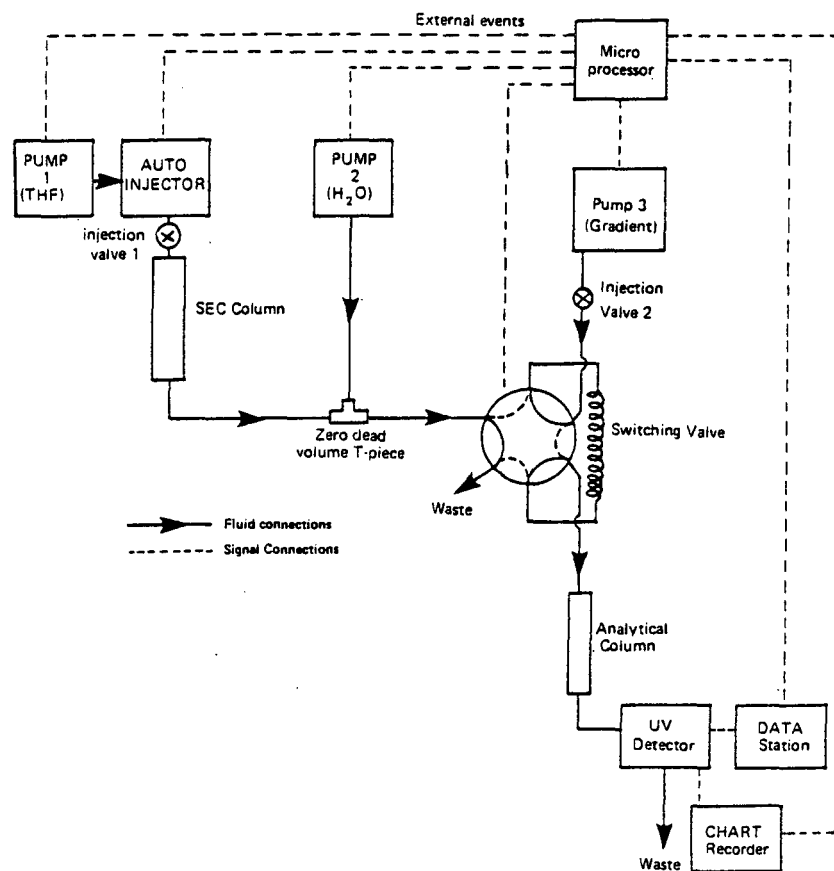 External events
Micro
processor
PUMP
1
(THF)
AUTO
INJECTOR
PUMP
2
(H₂O)
Pump 3
(Gradient)
injection
valve 1
Injection
Valve 2
SEC Column
Zero dead
volume T-piece
Switching Valve
Waste
Fluid connections
Signal Connections
Analytical
Column
UV
Detector
DATA
Station
CHART
Recorder
Waste